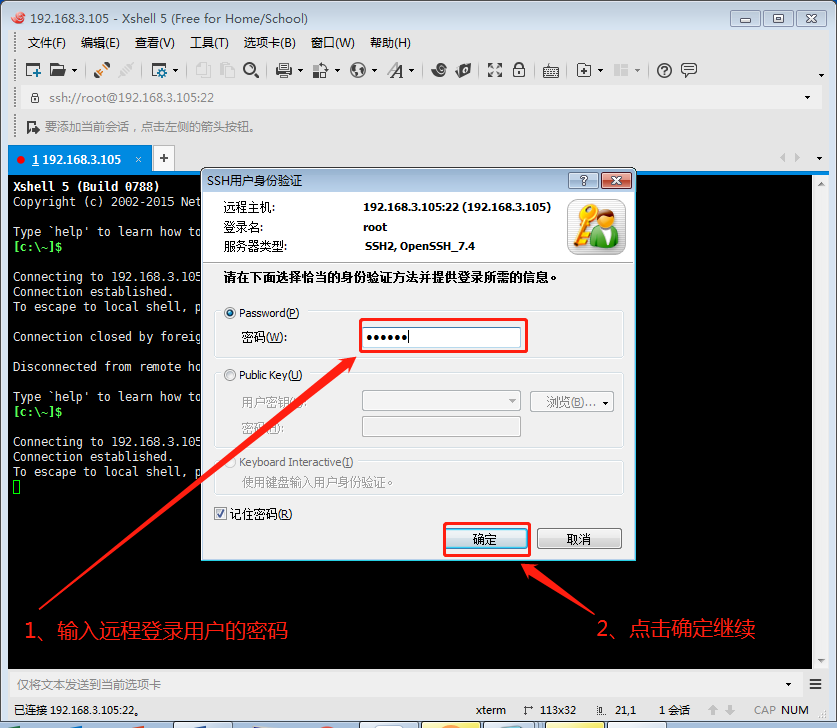 192.168.3.105 - Xshell 5 (Free for Home/School)
文件(F) 编辑(E) 查看(V) 工具(T) 选项卡(B) 窗口(W) 帮助(H)
ssh://root@192.168.3.105:22
要添加当前会话，点击左侧的箭头按钮。
1 192.168.3.105 × +
Xshell 5 (Build 0788)
Copyright (c) 2002-2015 Net
Type `help' to learn how to
[c:\~]$
Connecting to 192.168.3.105
Connection established.
To escape to local shell, p
Connection closed by foreig
Disconnected from remote ho
Type `help' to learn how to
[c:\~]$
Connecting to 192.168.3.105
Connection established.
To escape to local shell, p
SSH用户身份验证
远程主机: 192.168.3.105:22 (192.168.3.105)
登录名: root
服务器类型: SSH2, OpenSSH_7.4
请在下面选择恰当的身份验证方法并提供登录所需的信息。
Password(P)
密码(W): ●●●●●●
Public Key(U)
用户密钥
浏览(B)...
密码
Keyboard Interactive(I)
使用键盘输入用户身份验证。
记住密码(R)
确定 取消
1、输入远程登录用户的密码
2、点击确定继续
仅将文本发送到当前选项卡
已连接 192.168.3.105:22。 xterm 113x32 21,1 1 会话 CAP NUM